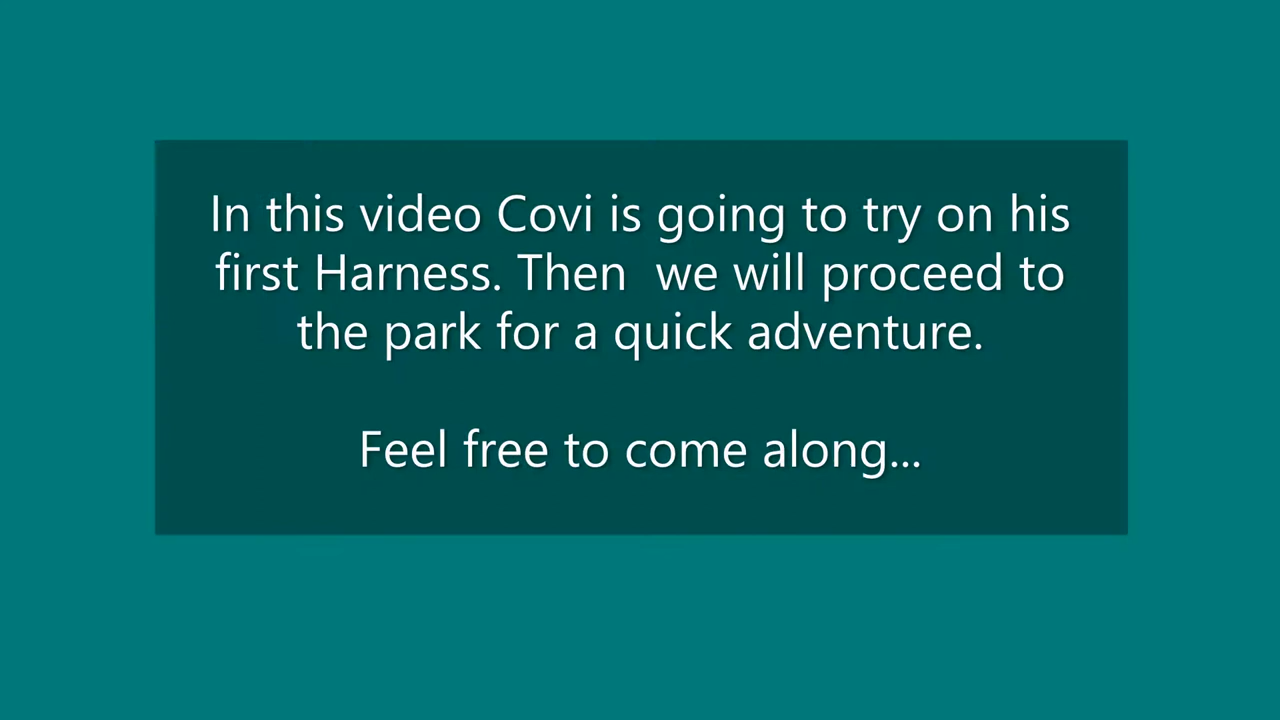 In this video Covi is going to try on his
first Harness. Then  we will proceed to
the park for a quick adventure.
Feel free to come along...